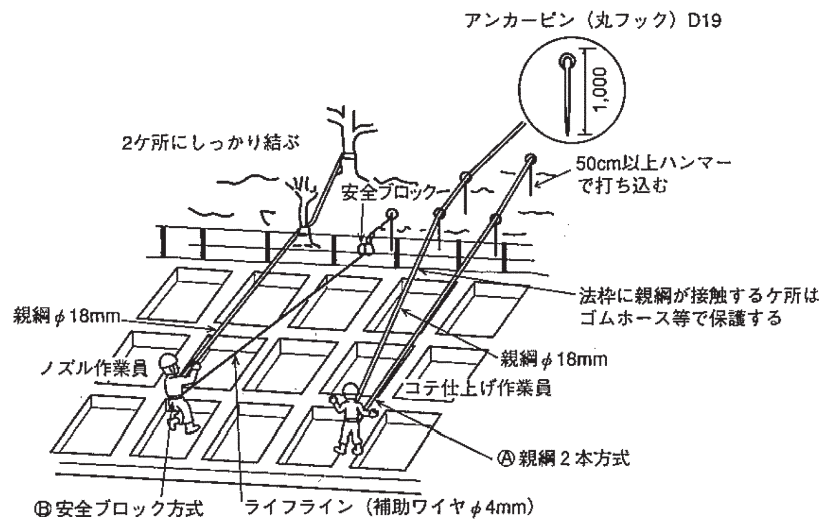 アンカーピン（丸フック）D19
1,000
2ケ所にしっかり結ぶ
50cm以上ハンマー
で打ち込む
安全ブロック
法枠に親綱が接触するケ所は
ゴムホース等で保護する
親綱φ18mm
親綱φ18mm
ノズル作業員
コテ仕上げ作業員
Ⓐ親綱2本方式
Ⓑ安全ブロック方式
ライフライン（補助ワイヤφ4mm）